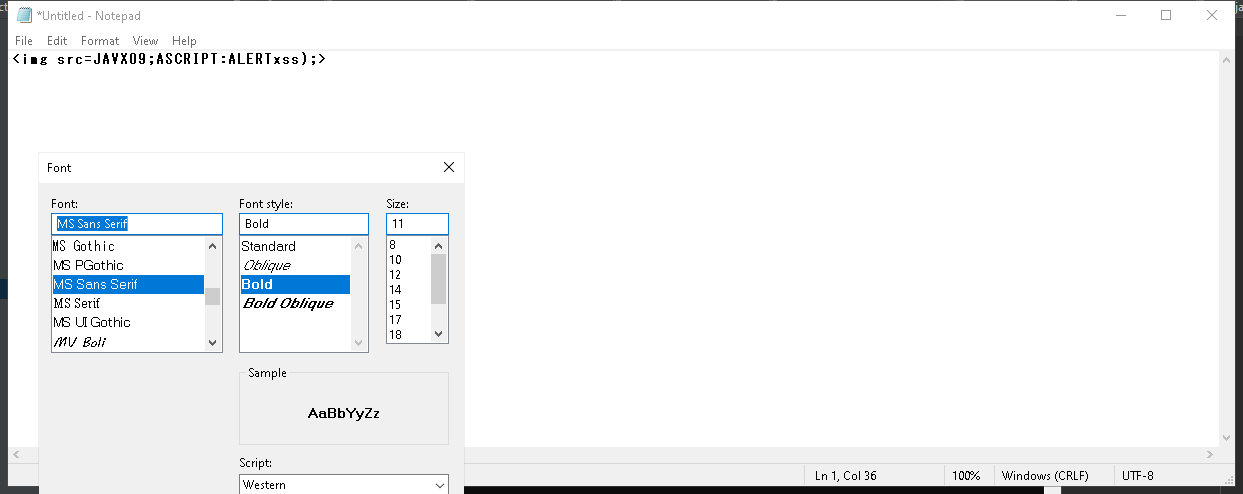 *Untitled - Notepad
File Edit Format View Help
<img src=JAVX09;ASCRIPT:ALERTxss);>
Font
Font: Font style: Size:
MS Sans Serif Bold 11
MS Gothic Standard 8
MS PGothic Oblique 10
MS Sans Serif Bold 12
MS Serif Bold Oblique 14
MS UI Gothic 15
MV Boli 17
18
Sample
AaBbYyZz
Script:
Western
Ln 1, Col 36 100% Windows (CRLF) UTF-8